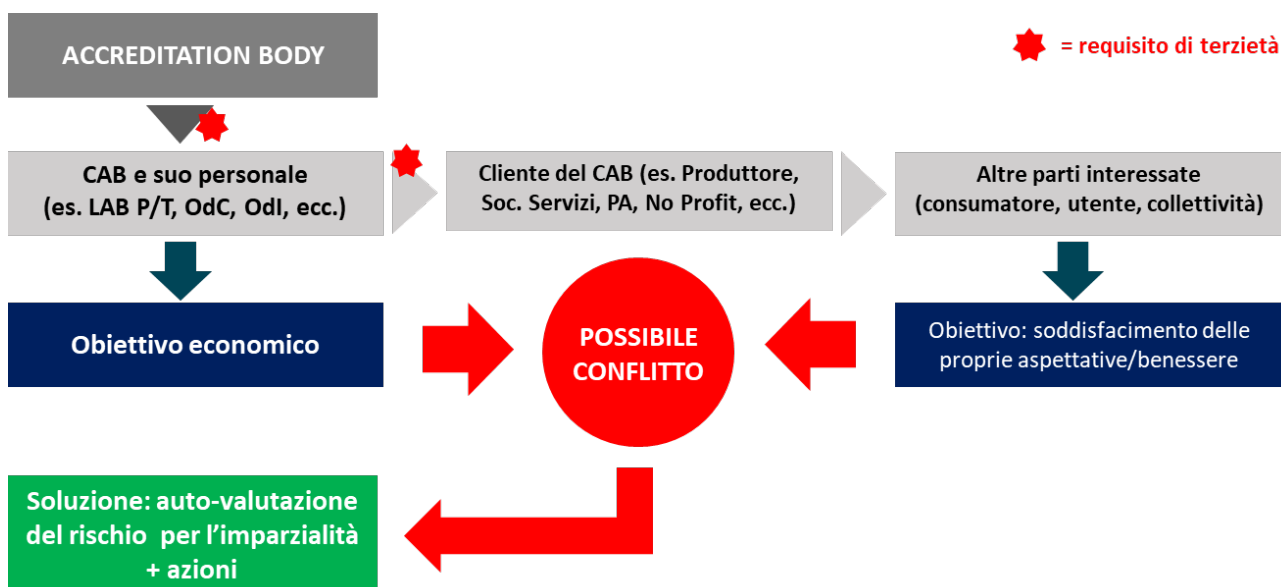 ACCREDITATION BODY
= requisito di terzietà
CAB e suo personale
(es. LAB P/T, OdC, OdI, ecc.)
Cliente del CAB (es. Produttore,
Soc. Servizi, PA, No Profit, ecc.)
Altre parti interessate
(consumatore, utente, collettività)
Obiettivo economico
POSSIBILE
CONFLITTO
Obiettivo: soddisfacimento delle
proprie aspettative/benessere
Soluzione: auto-valutazione
del rischio per l'imparzialità
+ azioni